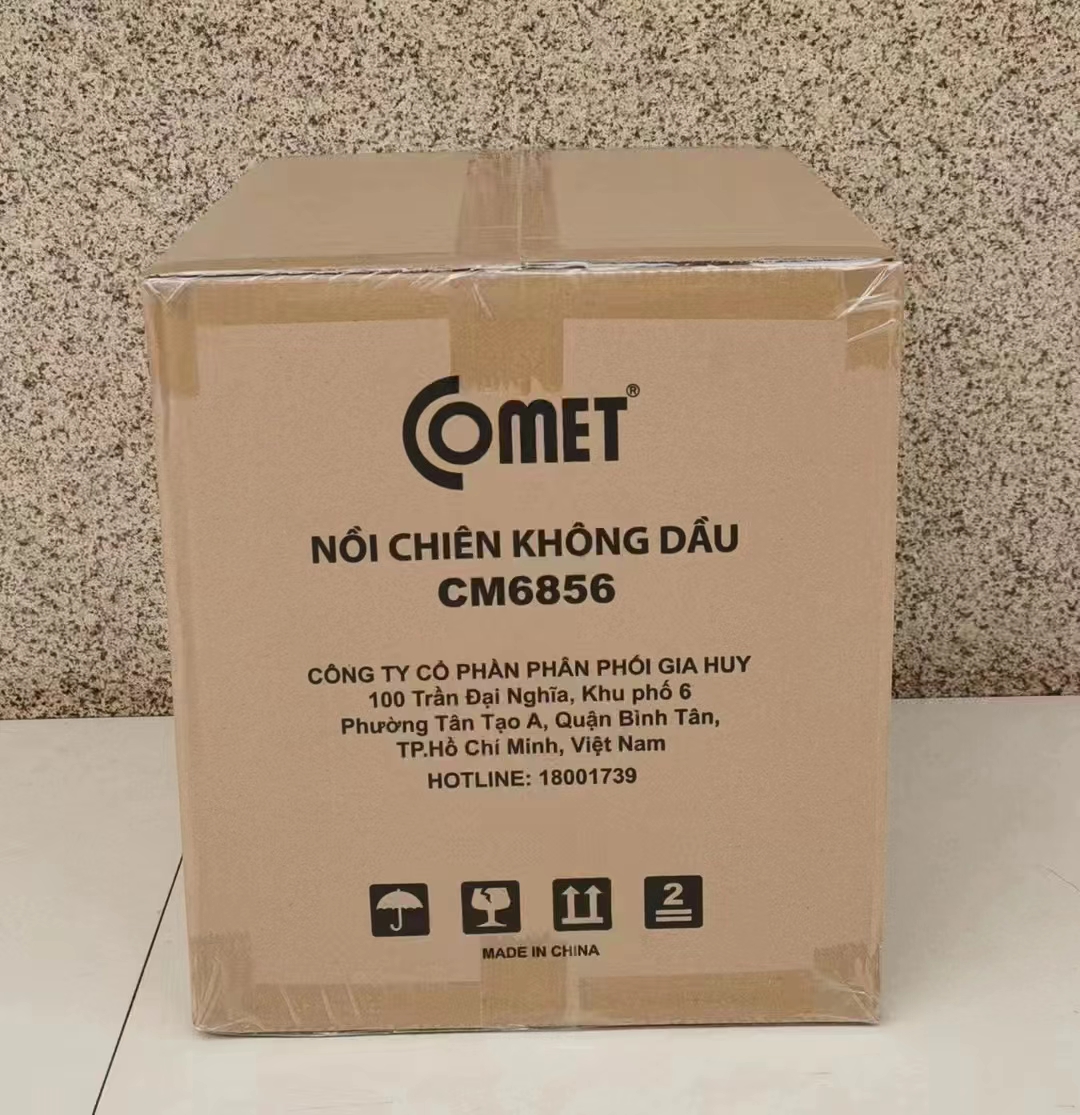 COMET®
NỒI CHIÊN KHÔNG DẦU
CM6856
CÔNG TY CỔ PHẦN PHÂN PHỐI GIA HUY
100 Trần Đại Nghĩa, Khu phố 6
Phường Tân Tạo A, Quận Bình Tân,
TP.Hồ Chí Minh, Việt Nam
HOTLINE: 18001739
2
MADE IN CHINA